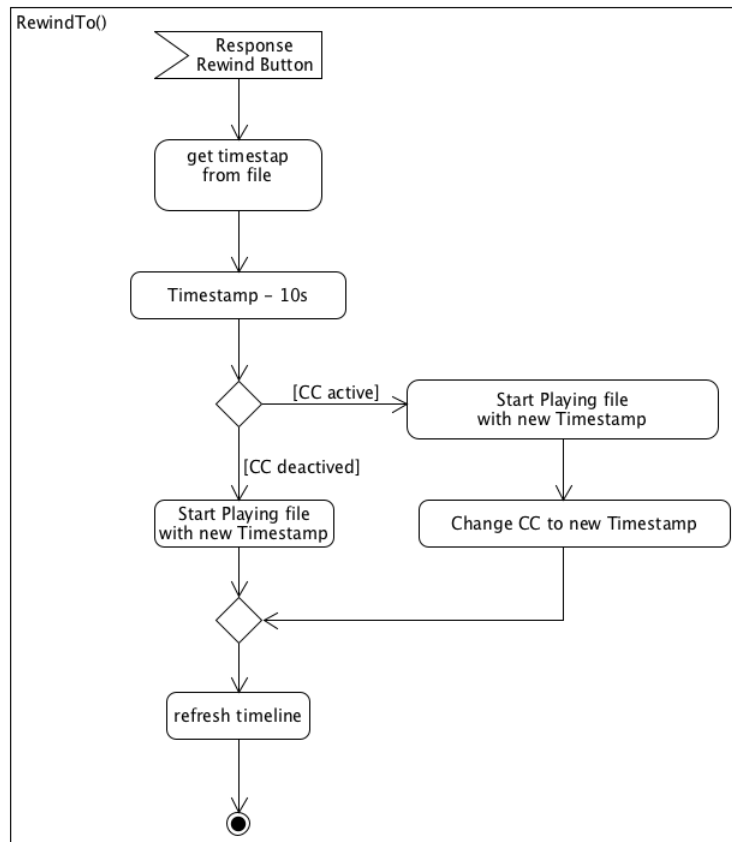 RewindTo()
Response
Rewind Button
get timestap
from file
Timestamp - 10s
[CC active]
Start Playing file
with new Timestamp
[CC deactived]
Start Playing file
with new Timestamp
Change CC to new Timestamp
refresh timeline